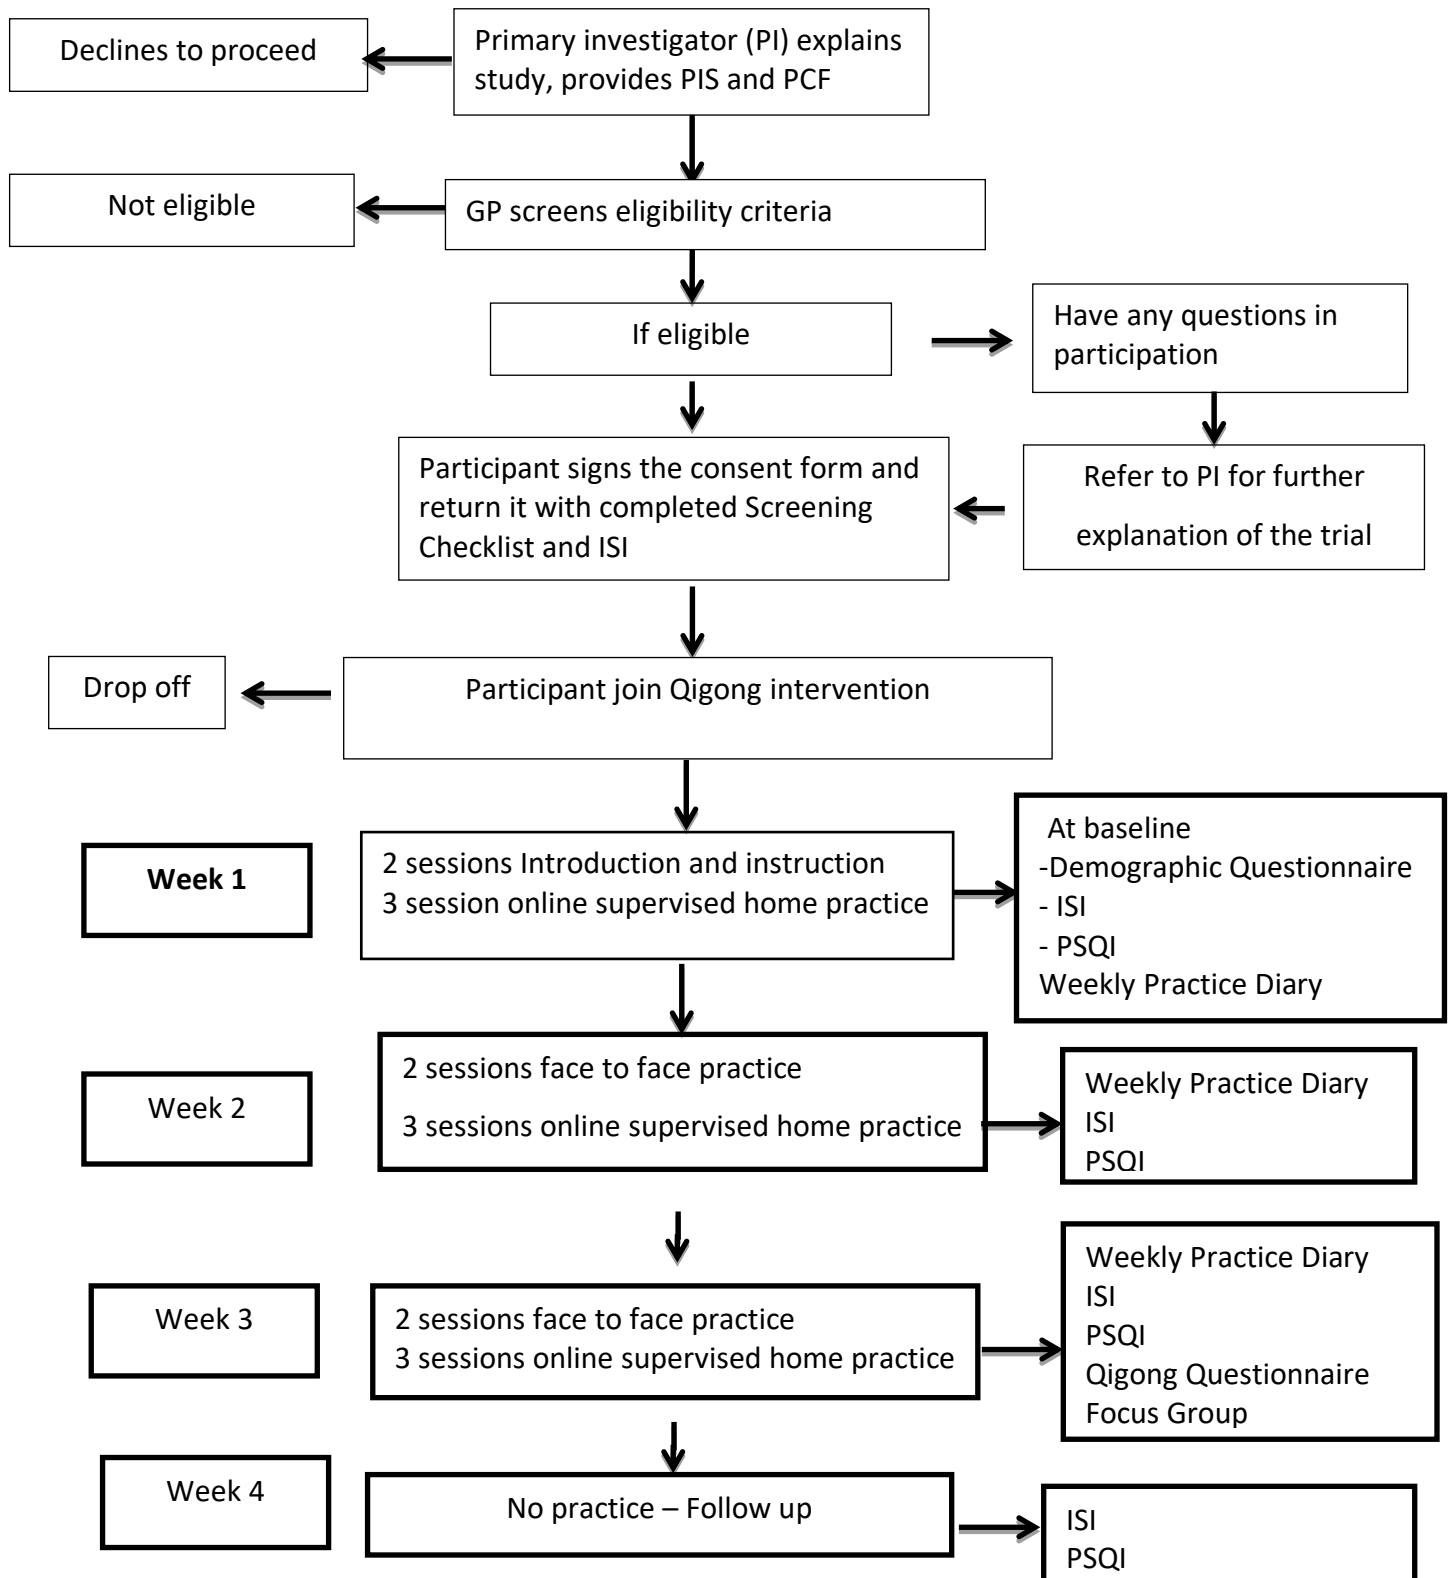 Declines to proceed
Primary investigator (PI) explains
study, provides PIS and PCF
Not eligible
GP screens eligibility criteria
If eligible
Have any questions in
participation
Participant signs the consent form and
return it with completed Screening
Checklist and ISI
Refer to PI for further
explanation of the trial
Drop off
Participant join Qigong intervention
Week 1
2 sessions Introduction and instruction
3 session online supervised home practice
At baseline
-Demographic Questionnaire
- ISI
- PSQI
Weekly Practice Diary
Week 2
2 sessions face to face practice
3 sessions online supervised home practice
Weekly Practice Diary
ISI
PSQI
Week 3
2 sessions face to face practice
3 sessions online supervised home practice
Weekly Practice Diary
ISI
PSQI
Qigong Questionnaire
Focus Group
Week 4
No practice – Follow up
ISI
PSQI